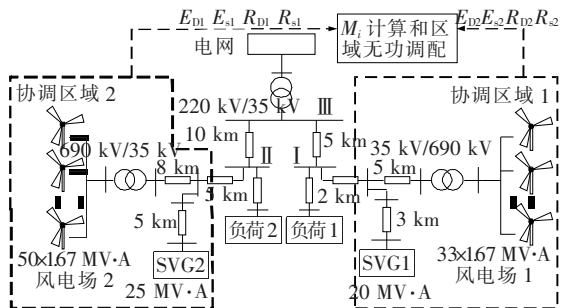 E_D1 E_s1 R_D1 R_s1
M_i 计算和区
域无功调配
E_D2 E_s2 R_D2 R_s2
电网
协调区域 2
协调区域 1
220 kV/35 kV
III
10 km
5 km
690 kV/35 kV
35 kV/690 kV
II
I
8 km
5 km
5 km
5 km
2 km
3 km
负荷2
负荷1
SVG2
SVG1
50×1.67 MV·A
风电场 2
33×1.67 MV·A
风电场 1
25 MV·A
20 MV·A